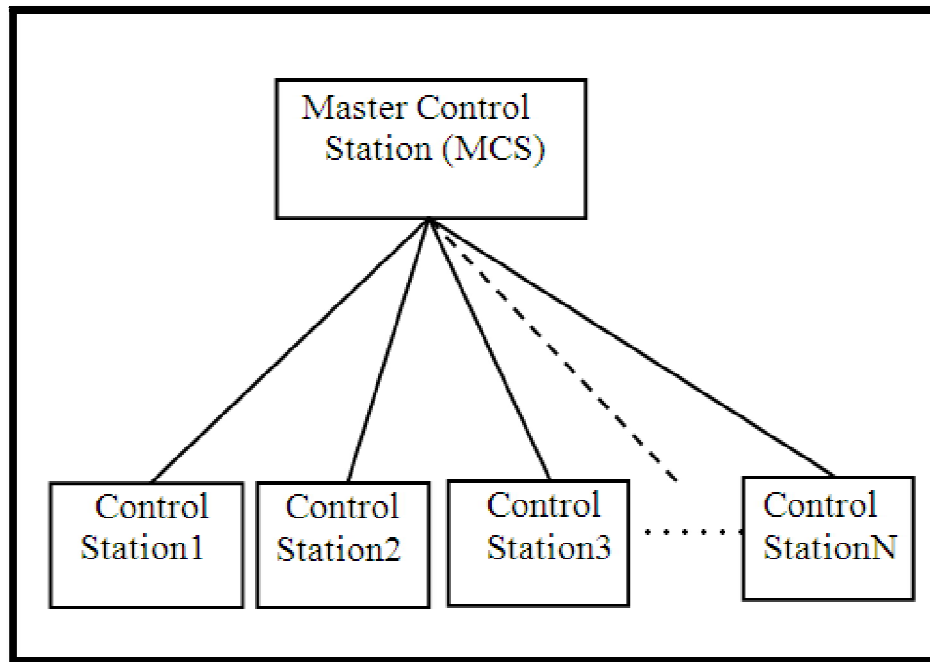 Master Control
Station (MCS)
Control
Station1
Control
Station2
Control
Station3
Control
StationN